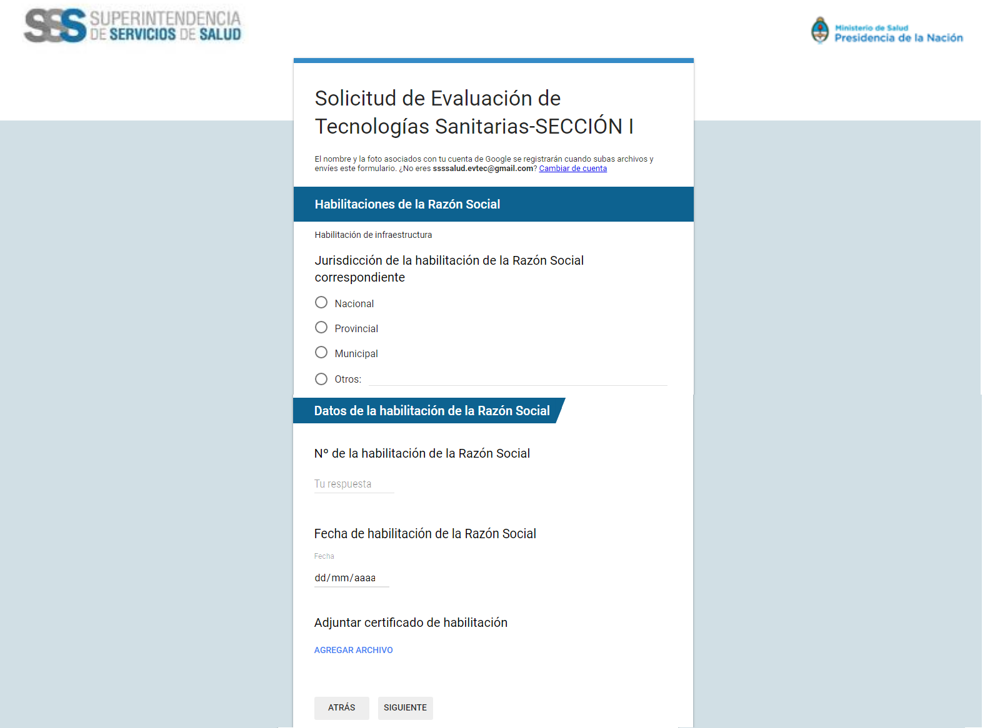 SSS SUPERINTENDENCIA
DE SERVICIOS DE SALUD
Ministerio de Salud
Presidencia de la Nación
Solicitud de Evaluación de
Tecnologías Sanitarias-SECCIÓN I
El nombre y la foto asociados con tu cuenta de Google se registrarán cuando subas archivos y
envíes este formulario. ¿No eres ssssalud.evtec@gmail.com? Cambiar de cuenta
Habilitaciones de la Razón Social
Habilitación de infraestructura
Jurisdicción de la habilitación de la Razón Social
correspondiente
Nacional
Provincial
Municipal
Otros:
Datos de la habilitación de la Razón Social
Nº de la habilitación de la Razón Social
Tu respuesta
Fecha de habilitación de la Razón Social
Fecha
dd/mm/aaaa
Adjuntar certificado de habilitación
AGREGAR ARCHIVO
ATRÁS SIGUIENTE